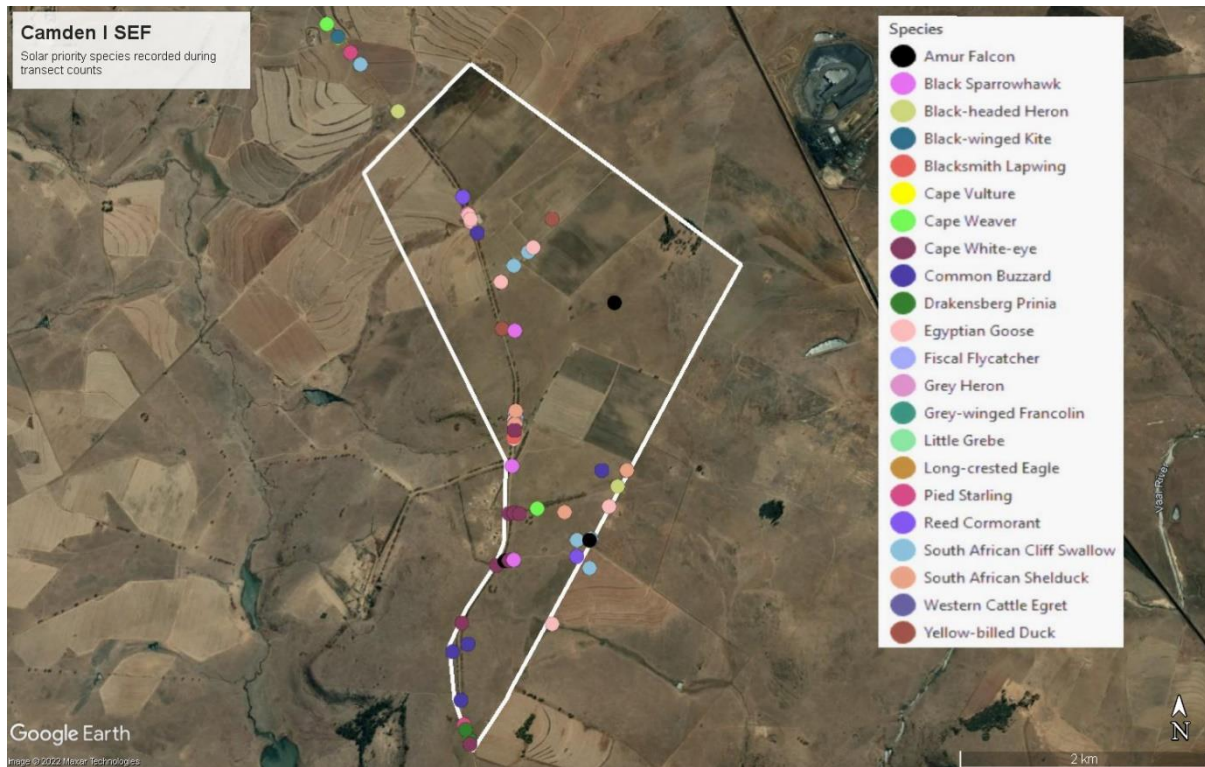 Camden I SEF
Solar priority species recorded during
transect counts
Species
Amur Falcon
Black Sparrowhawk
Black-headed Heron
Black-winged Kite
Blacksmith Lapwing
Cape Vulture
Cape Weaver
Cape White-eye
Common Buzzard
Drakensberg Prinia
Egyptian Goose
Fiscal Flycatcher
Grey Heron
Grey-winged Francolin
Little Grebe
Long-crested Eagle
Pied Starling
Reed Cormorant
South African Cliff Swallow
South African Shelduck
Western Cattle Egret
Yellow-billed Duck
Vaal River
Google Earth
Image © 2022 Maxar Technologies
N
2 km